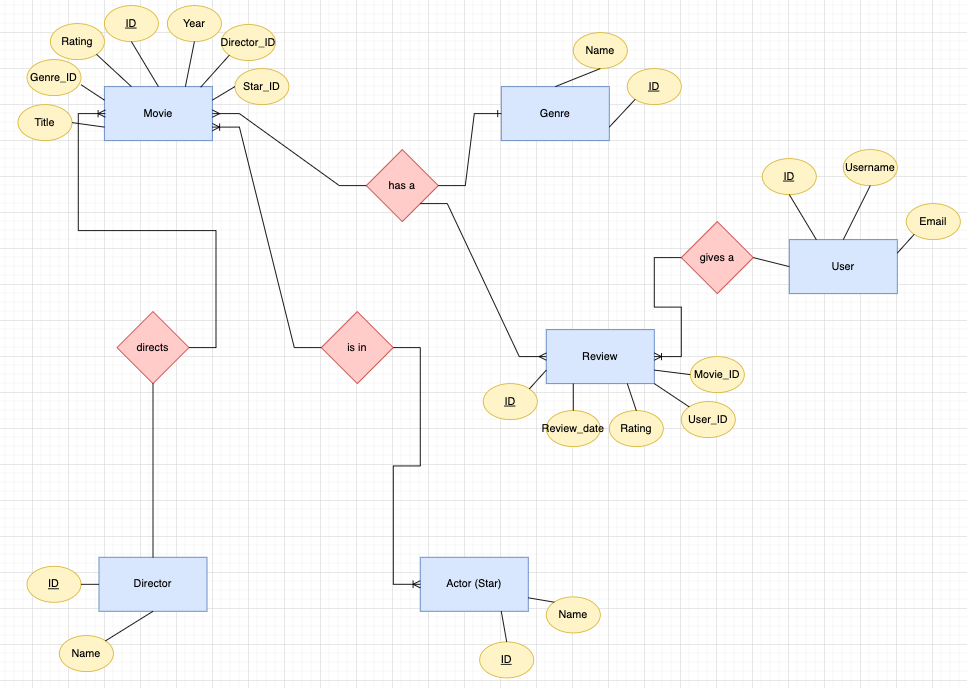 ID
Year
Rating
Director_ID
Genre_ID
Star_ID
Title
Movie
Name
ID
Genre
has a
ID
Username
Email
gives a
User
directs
is in
Review
Movie_ID
ID
User_ID
Review_date
Rating
ID
Director
Actor (Star)
Name
Name
ID